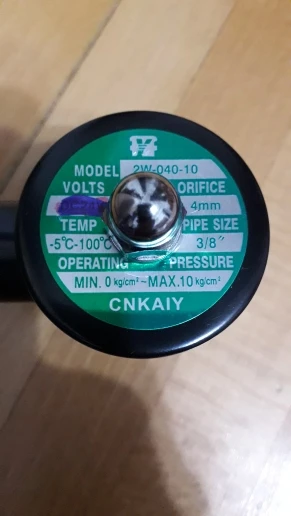 MODEL 2W-040-10
VOLTS ORIFICE
4mm
TEMP PIPE SIZE
-5°C-100°C 3/8"
OPERATING PRESSURE
MIN. 0 kg/cm²~MAX.10 kg/cm²
CNKAIY